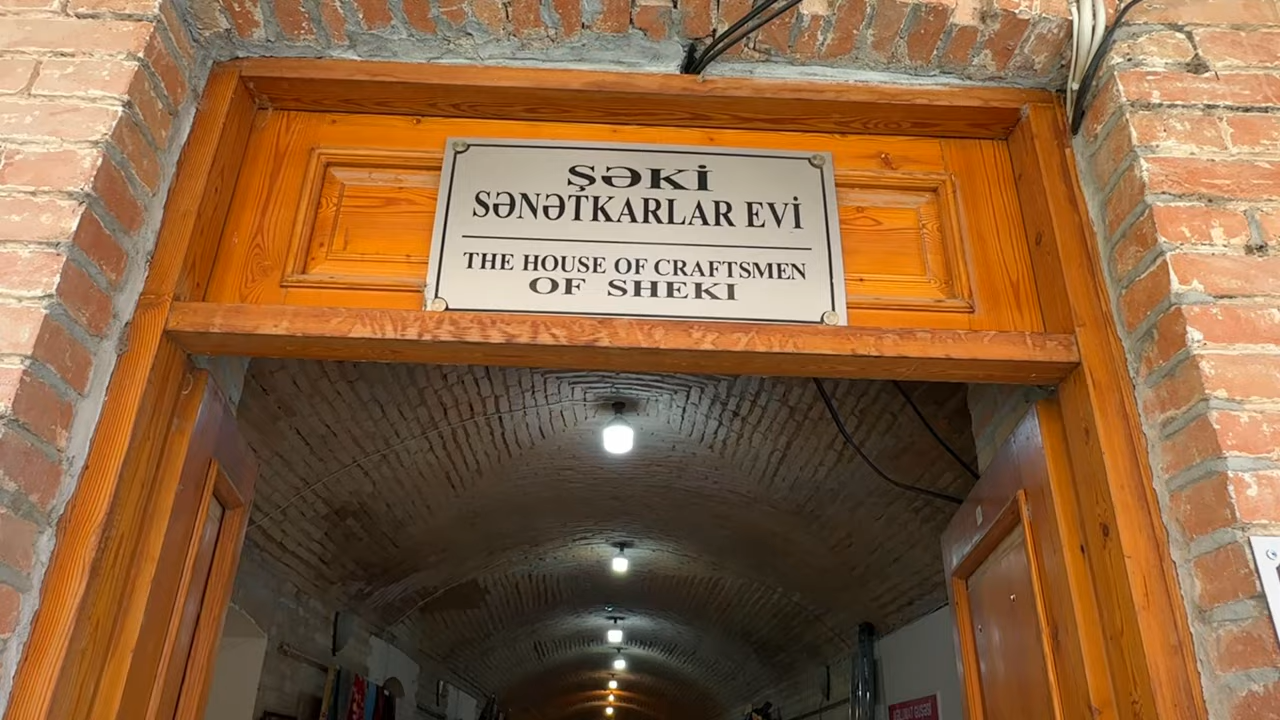 ŞƏKİ
SƏNƏTKARLAR EVİ
THE HOUSE OF CRAFTSMEN
OF SHEKI